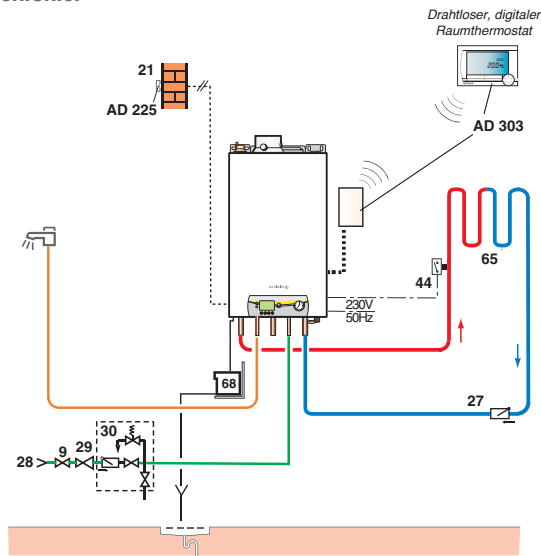 Drahtloser, digitaler
Raumthermostat
21
AD 225
AD 303
65
44
230V
50Hz
68
27
30
9
29
28